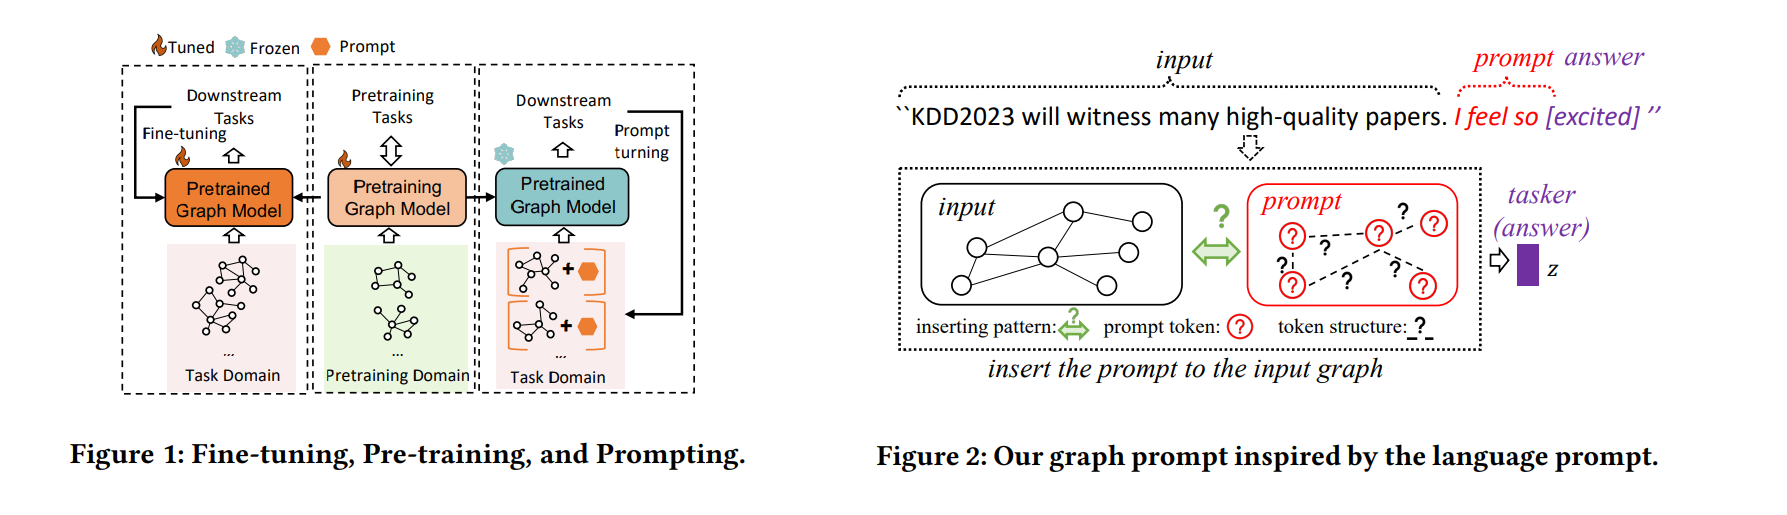 Tuned Frozen Prompt
Downstream
Tasks
Fine-tuning
Pretrained
Graph Model
...
Task Domain
Pretraining
Tasks
Pretraining
Graph Model
...
Pretraining Domain
Downstream
Tasks
Prompt
turning
Pretrained
Graph Model
+
+
...
Task Domain
Figure 1: Fine-tuning, Pre-training, and Prompting.
input prompt answer
``KDD2023 will witness many high-quality papers. I feel so [excited] ”
input
?
prompt
? ? ? ?
? ?
? ? ? ?
tasker
(answer)
z
inserting pattern: ? prompt token: ? token structure: ?
insert the prompt to the input graph
Figure 2: Our graph prompt inspired by the language prompt.